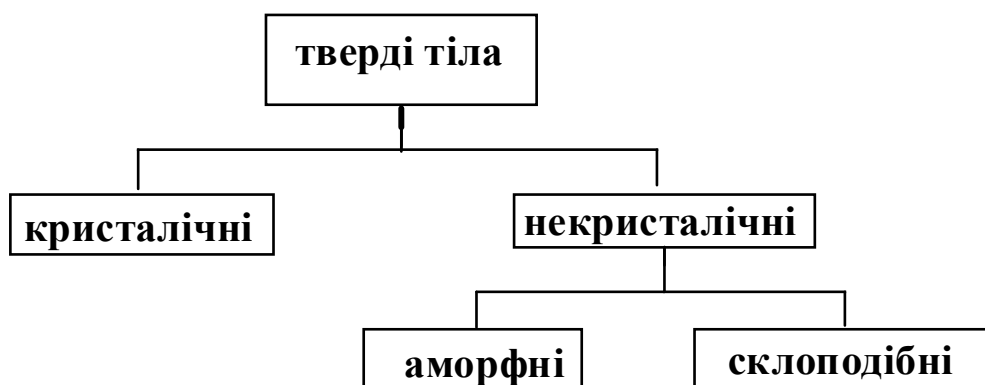 тверді тіла
кристалічні
некристалічні
аморфні
склоподібні